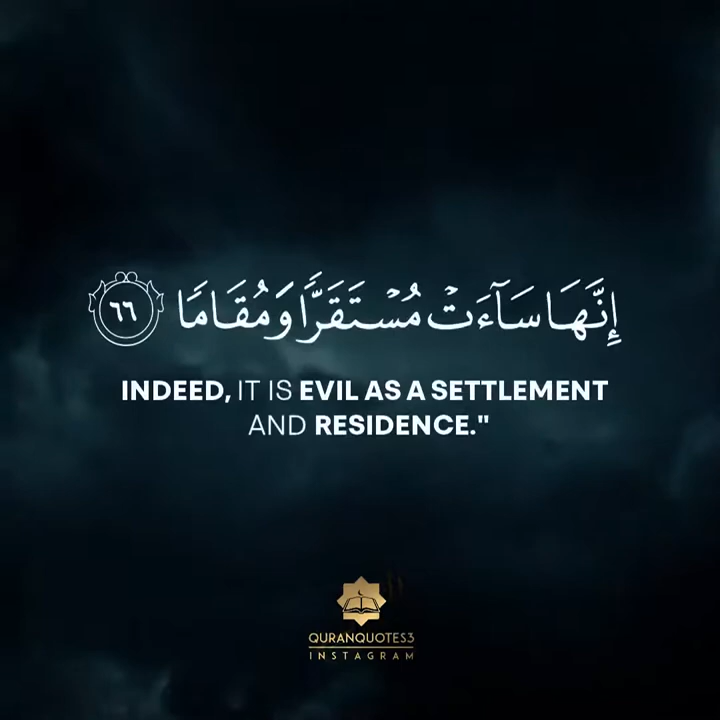 إِنَّهَا سَآءَتْ مُسْتَقَرًّا وَمُقَامًا ٦٦
INDEED, IT IS EVIL AS A SETTLEMENT
AND RESIDENCE."
QURANQUOTES3
INSTAGRAM